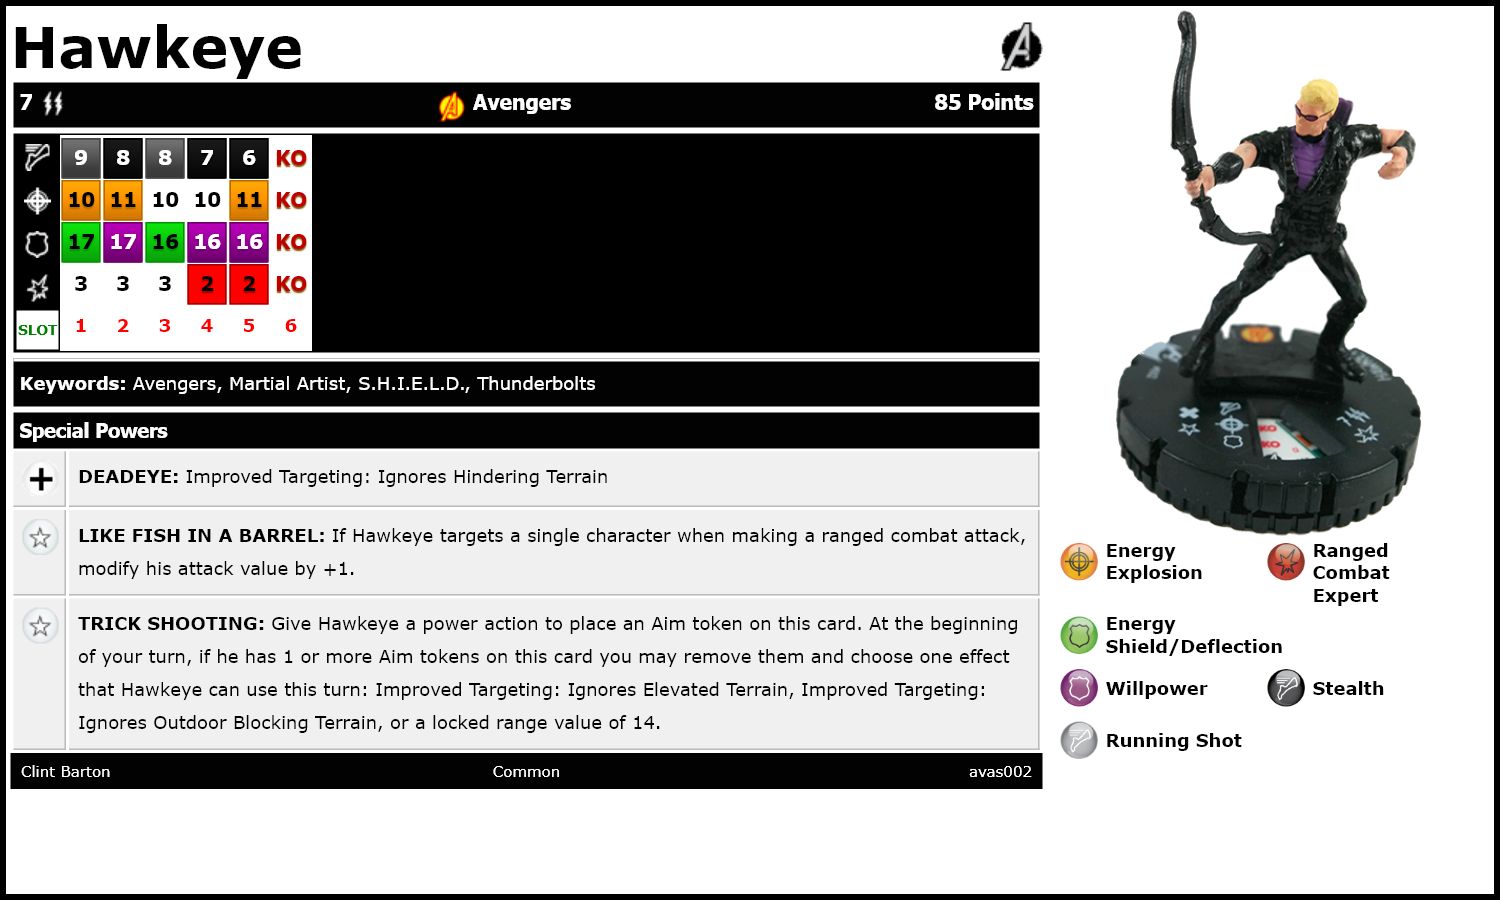 Hawkeye
7 Avengers 85 Points
9 8 8 7 6 KO
10 11 10 10 11 KO
17 17 16 16 16 KO
3 3 3 2 2 KO
SLOT 1 2 3 4 5 6
Keywords: Avengers, Martial Artist, S.H.I.E.L.D., Thunderbolts
Special Powers
DEADEYE: Improved Targeting: Ignores Hindering Terrain
LIKE FISH IN A BARREL: If Hawkeye targets a single character when making a ranged combat attack,
modify his attack value by +1.
TRICK SHOOTING: Give Hawkeye a power action to place an Aim token on this card. At the beginning
of your turn, if he has 1 or more Aim tokens on this card you may remove them and choose one effect
that Hawkeye can use this turn: Improved Targeting: Ignores Elevated Terrain, Improved Targeting:
Ignores Outdoor Blocking Terrain, or a locked range value of 14.
Clint Barton Common avas002
KO
KO
Energy
Explosion
Ranged
Combat
Expert
Energy
Shield/Deflection
Willpower
Stealth
Running Shot